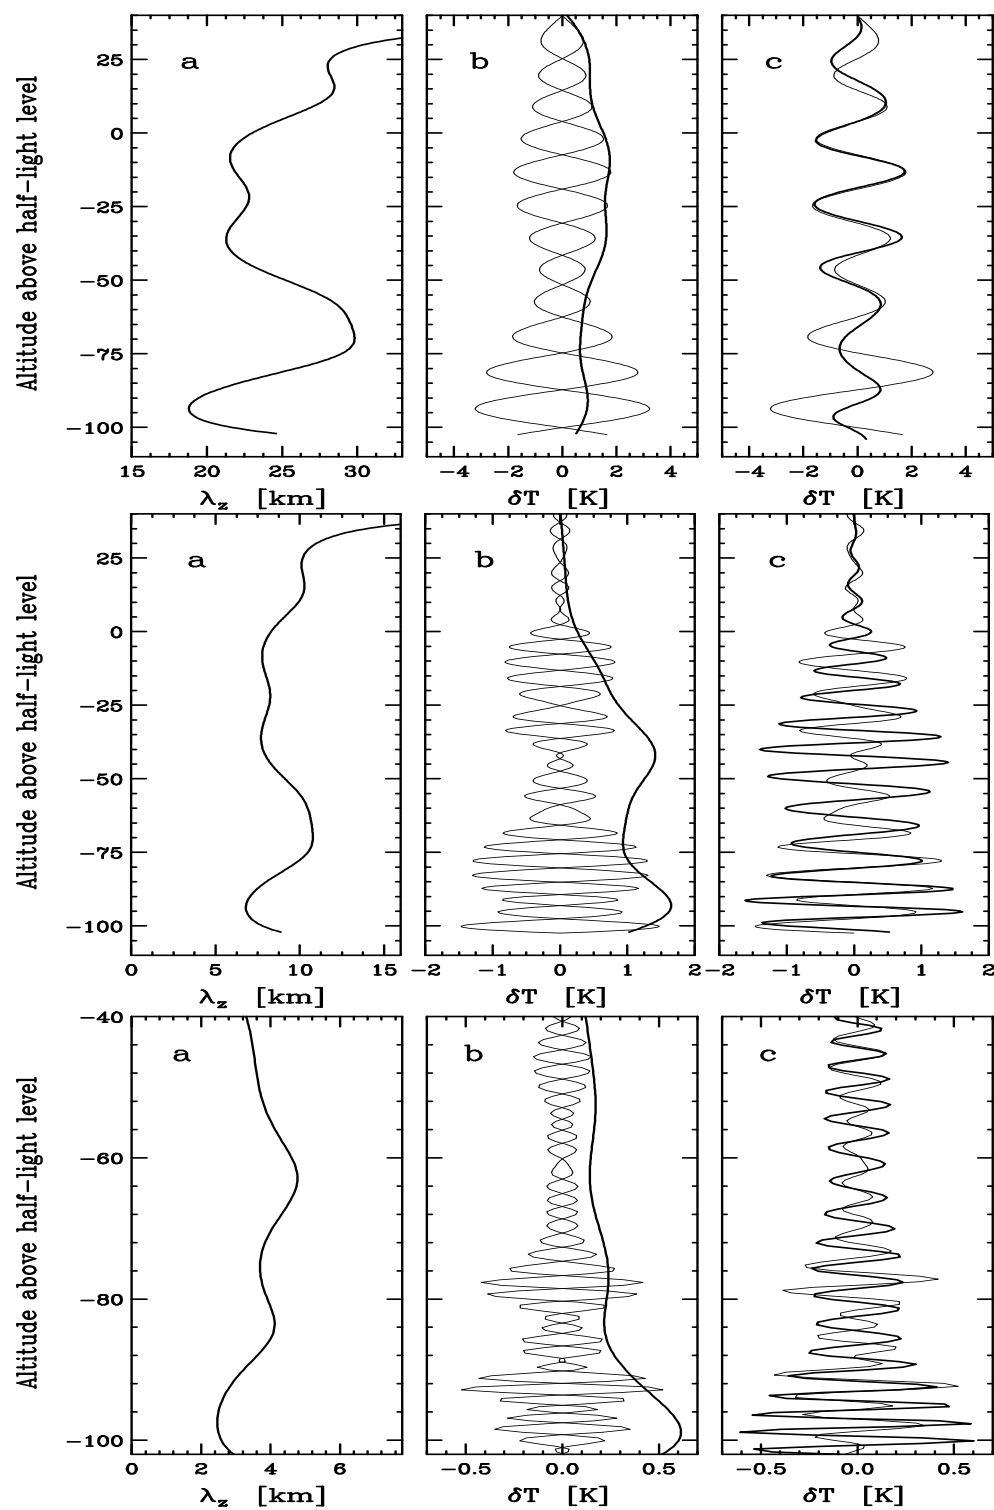 a b c
25
0
−25
−50
−75
−100
Altitude above half−light level
15 20 25 30 −4 −2 0 2 4 −4 −2 0 2 4
λz [km] δT [K] δT [K]
a b c
25
0
−25
−50
−75
−100
Altitude above half−light level
0 5 10 15 −2 −1 0 1 2 −2 −1 0 1 2
λz [km] δT [K] δT [K]
−40
a b c
−60
−80
−100
Altitude above half−light level
0 2 4 6 −0.5 0.0 0.5 −0.5 0.0 0.5
λz [km] δT [K] δT [K]